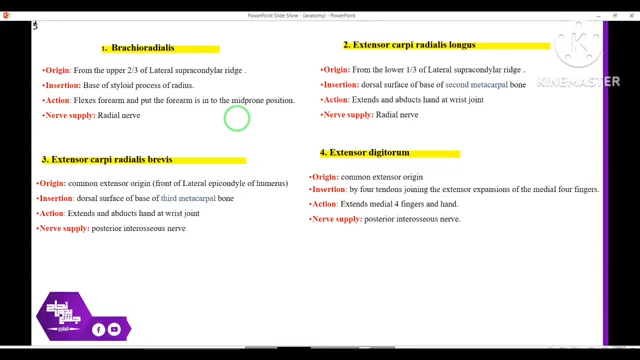 PowerPoint Slide Show - (anatomy) - PowerPoint
5
1. Brachioradialis
•Origin: From the upper 2/3 of Lateral supracondylar ridge .
•Insertion: Base of styloid process of radius.
•Action: Flexes forearm and put the forearm is in to the midprone position.
•Nerve supply: Radial nerve
2. Extensor carpi radialis longus
•Origin: From the lower 1/3 of Lateral supracondylar ridge .
•Insertion: dorsal surface of base of second metacarpal bone
•Action: Extends and abducts hand at wrist joint
•Nerve supply: Radial nerve
3. Extensor carpi radialis brevis
•Origin: common extensor origin (front of Lateral epicondyle of humerus)
•Insertion: dorsal surface of base of third metacarpal bone
•Action: Extends and abducts hand at wrist joint
•Nerve supply: posterior interosseous nerve
4. Extensor digitorum
•Origin: common extensor origin
•Insertion: by four tendons joining the extensor expansions of the medial four fingers.
•Action: Extends medial 4 fingers and hand.
•Nerve supply: posterior interosseous nerve.
Made With
KINEMASTER